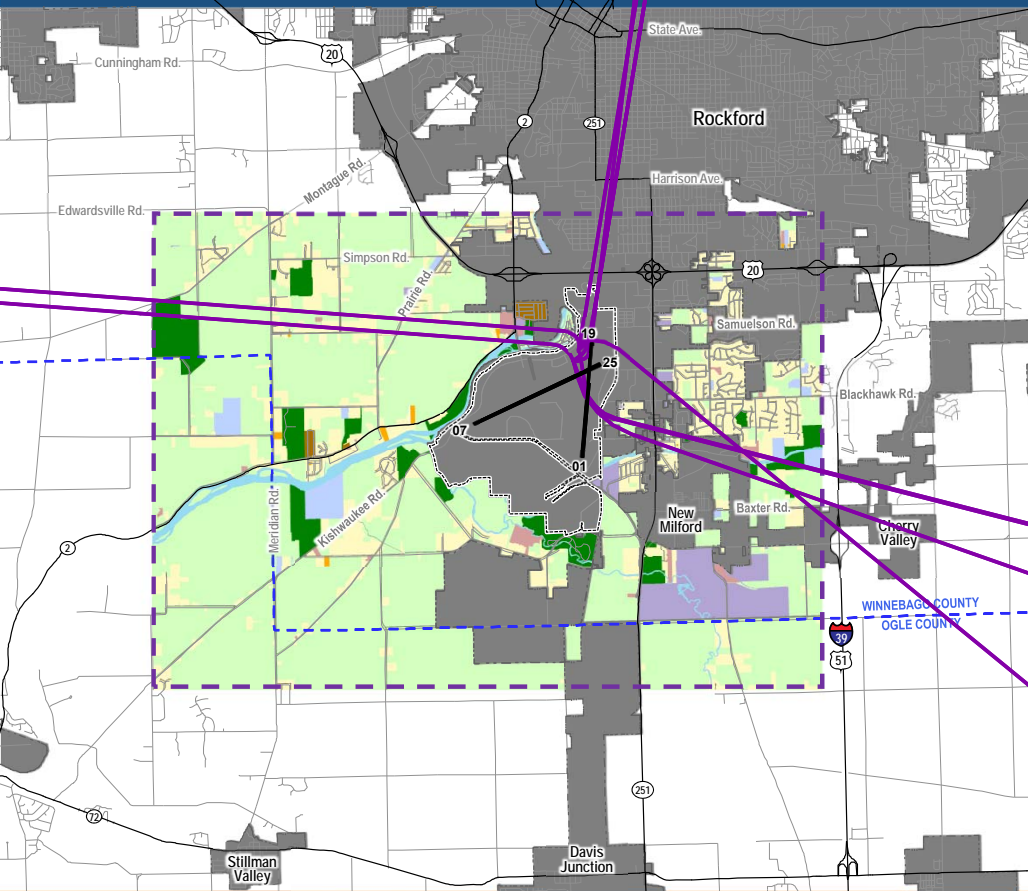 State Ave.
20
Cunningham Rd.
2
251
Rockford
Montague Rd.
Harrison Ave.
Edwardsville Rd.
Simpson Rd.
20
Prairie Rd.
Samuelson Rd.
19
25
Blackhawk Rd.
07
01
Meridian Rd.
Kishwaukee Rd.
New
Milford
Baxter Rd.
Cherry
Valley
2
WINNEBAGO COUNTY
OGLE COUNTY
39
51
251
72
Stillman
Valley
Davis
Junction